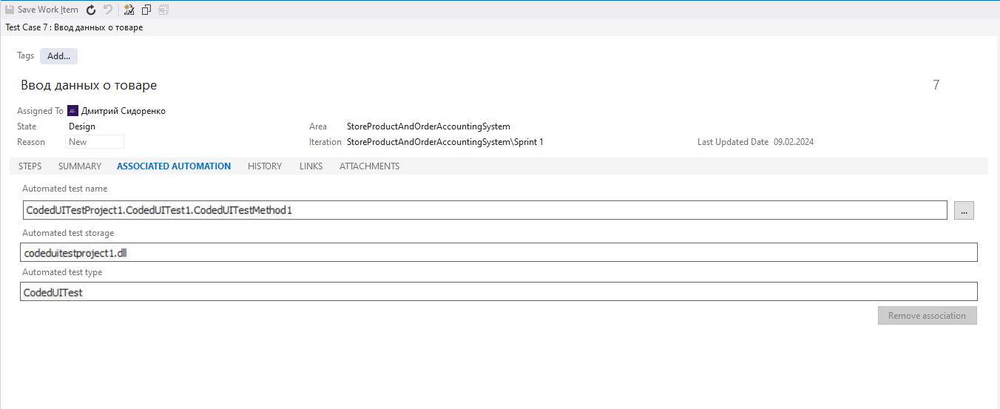 Save Work Item
Test Case 7 : Ввод данных о товаре
Tags Add...
Ввод данных о товаре 7
Assigned To Дмитрий Сидоренко
State Design Area StoreProductAndOrderAccountingSystem
Reason New Iteration StoreProductAndOrderAccountingSystem\Sprint 1 Last Updated Date 09.02.2024
STEPS SUMMARY ASSOCIATED AUTOMATION HISTORY LINKS ATTACHMENTS
Automated test name
CodedUITestProject1.CodedUITest1.CodedUITestMethod1 ...
Automated test storage
codeduitestproject1.dll
Automated test type
CodedUITest
Remove association